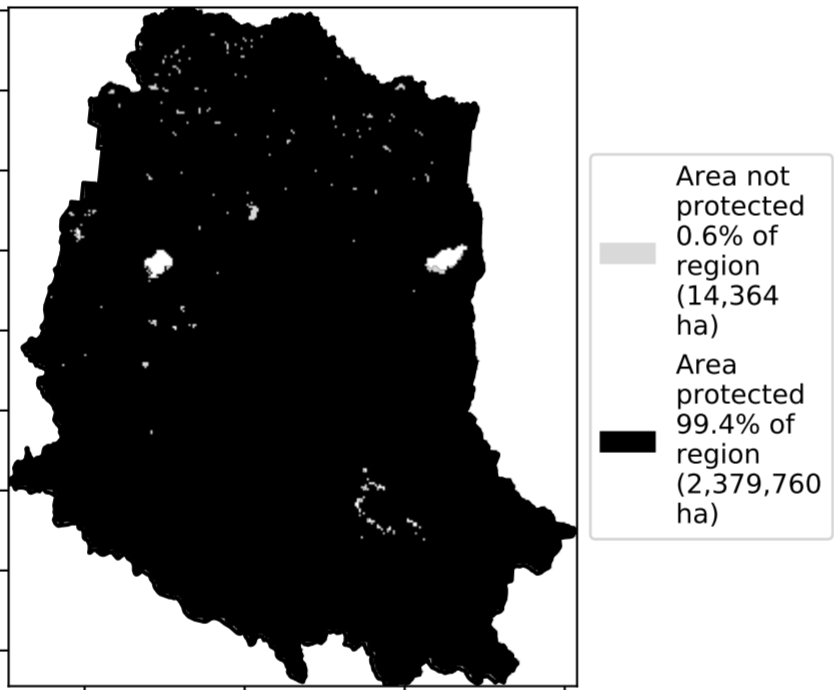 Area not
protected
0.6% of
region
(14,364
ha)
Area
protected
99.4% of
region
(2,379,760
ha)